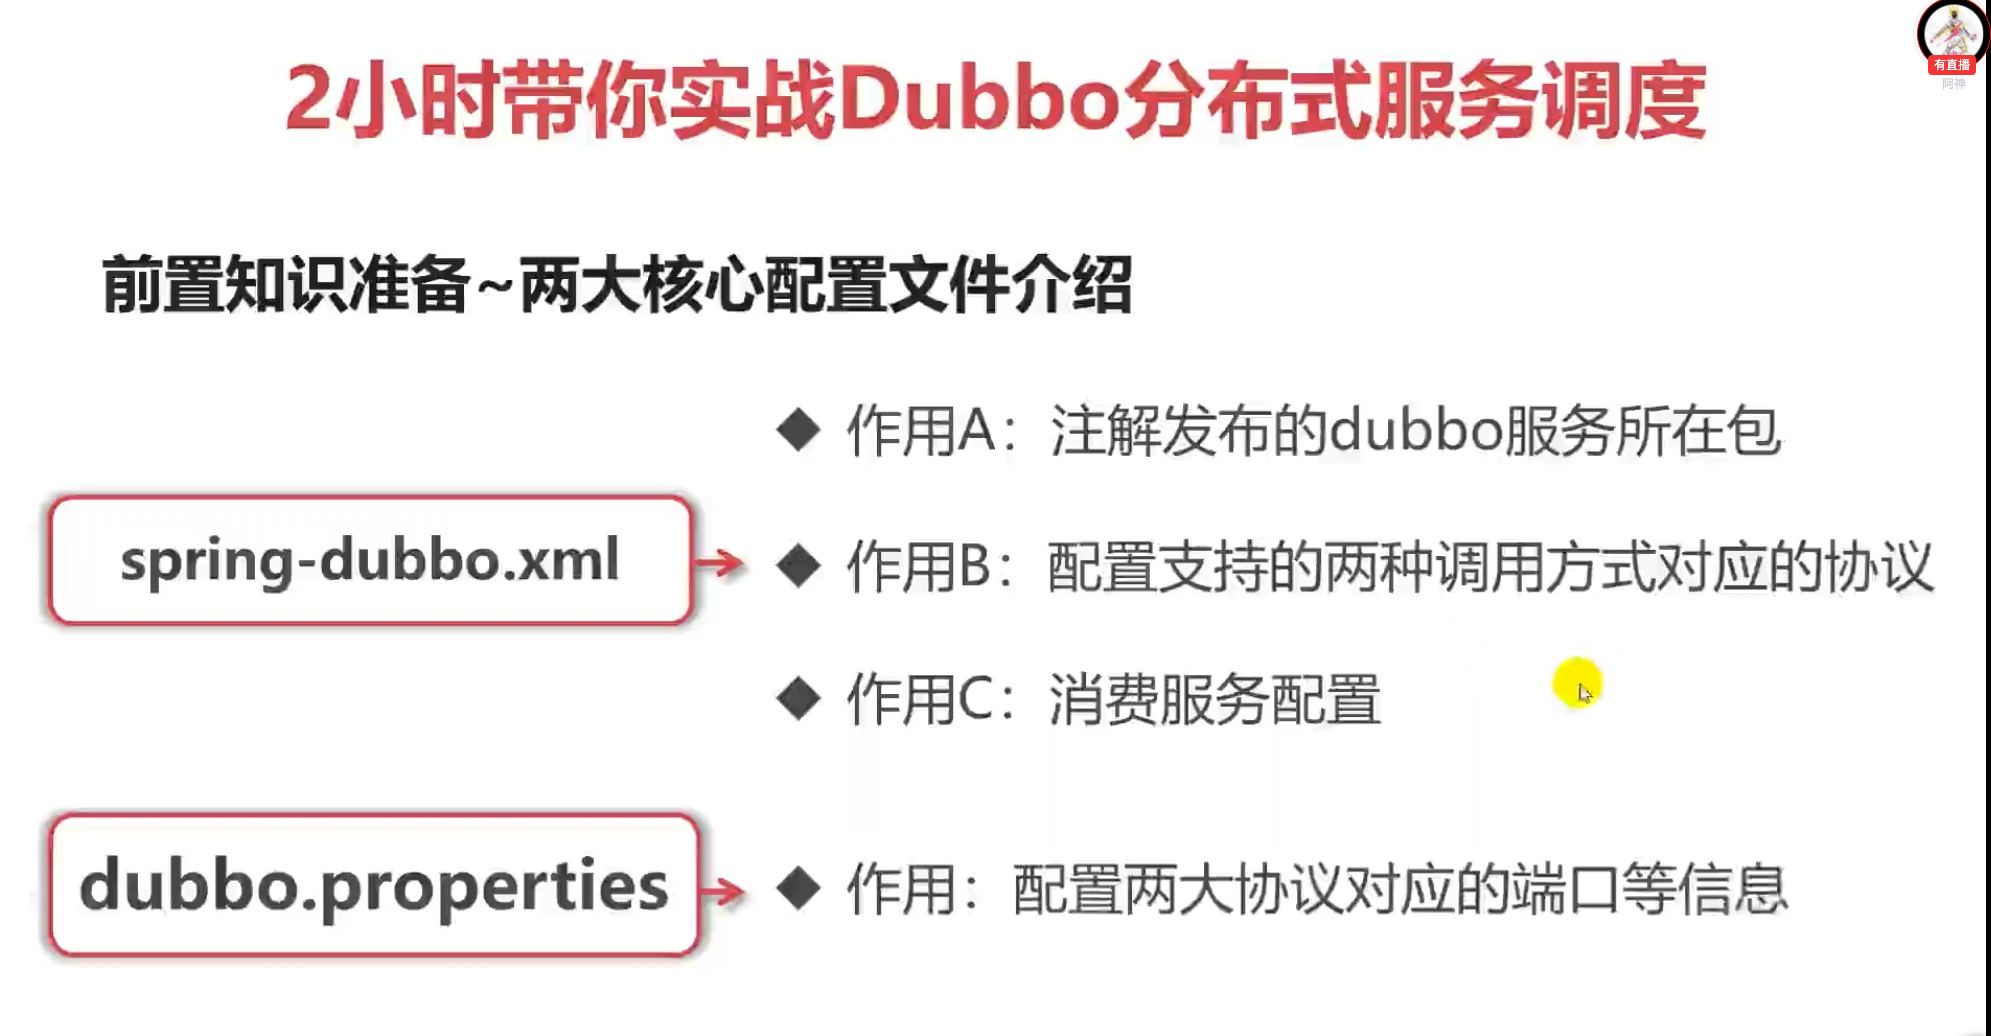 2小时带你实战Dubbo分布式服务调度
有直播
阿神
前置知识准备~两大核心配置文件介绍
作用A：注解发布的dubbo服务所在包
spring-dubbo.xml
作用B：配置支持的两种调用方式对应的协议
作用C：消费服务配置
dubbo.properties
作用：配置两大协议对应的端口等信息